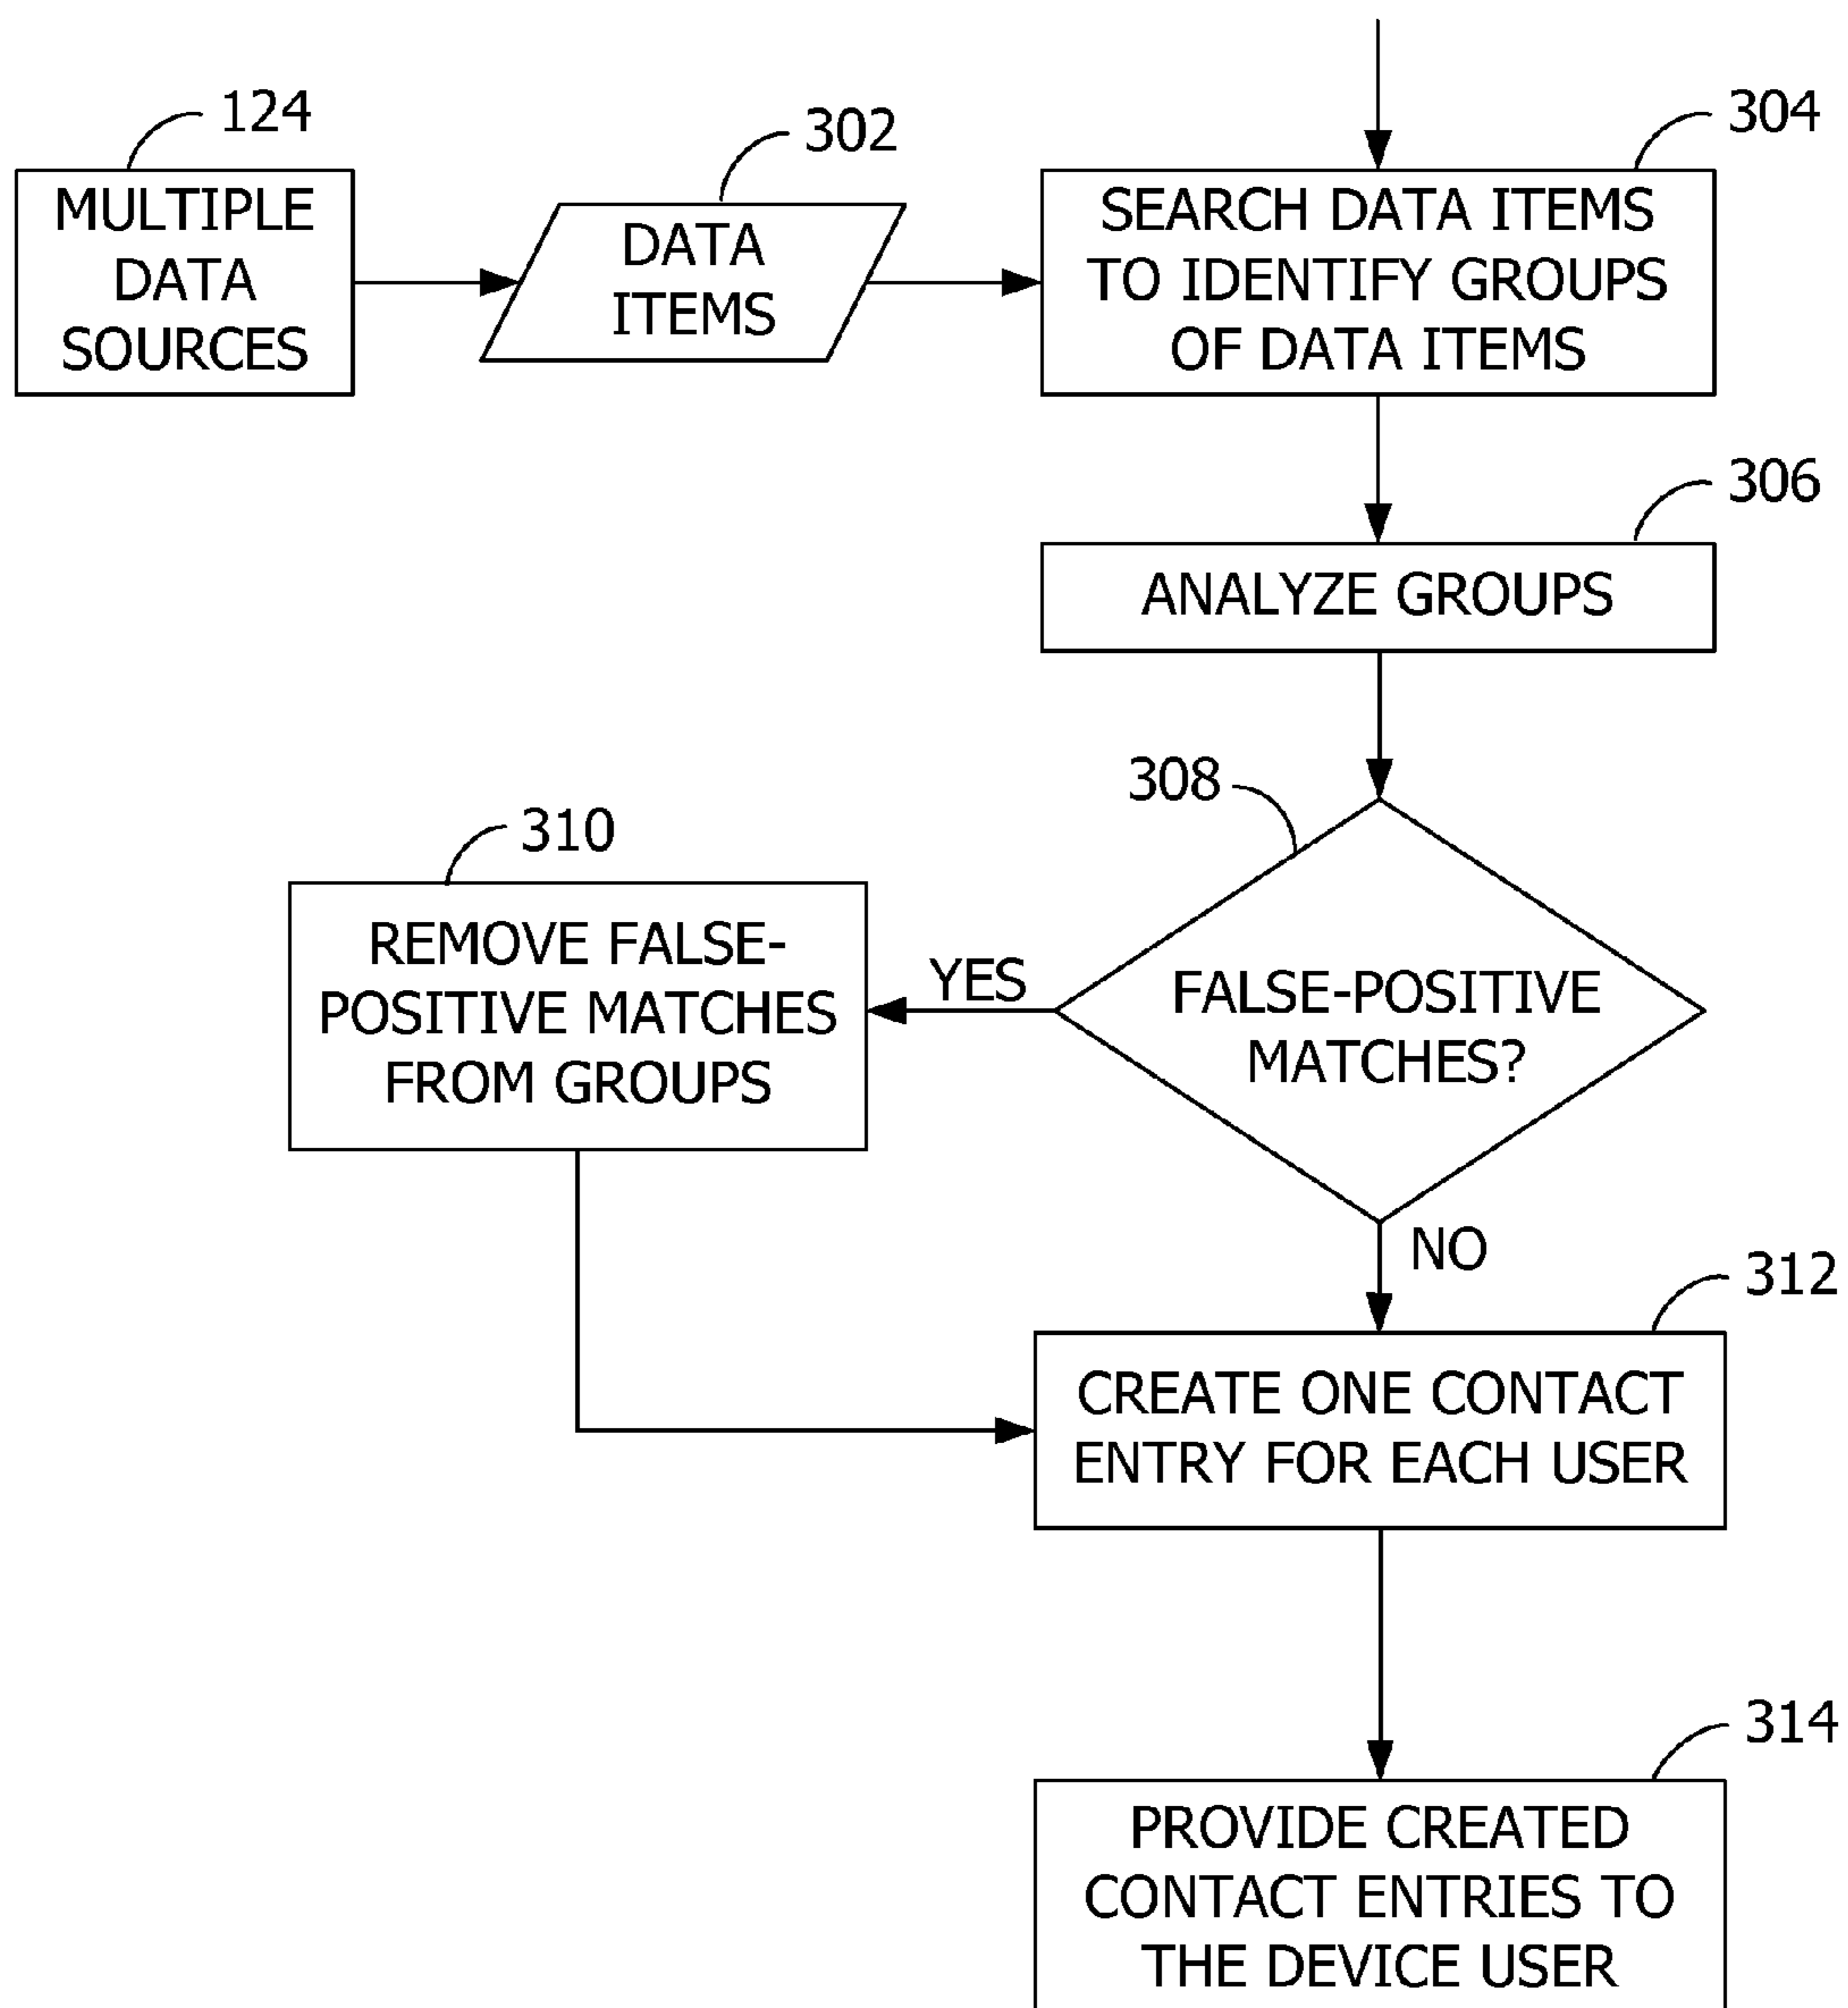 124
MULTIPLE
DATA
SOURCES
302
DATA
ITEMS
304
SEARCH DATA ITEMS
TO IDENTIFY GROUPS
OF DATA ITEMS
306
ANALYZE GROUPS
308
FALSE-POSITIVE
MATCHES?
YES
310
REMOVE FALSE-
POSITIVE MATCHES
FROM GROUPS
NO
312
CREATE ONE CONTACT
ENTRY FOR EACH USER
314
PROVIDE CREATED
CONTACT ENTRIES TO
THE DEVICE USER